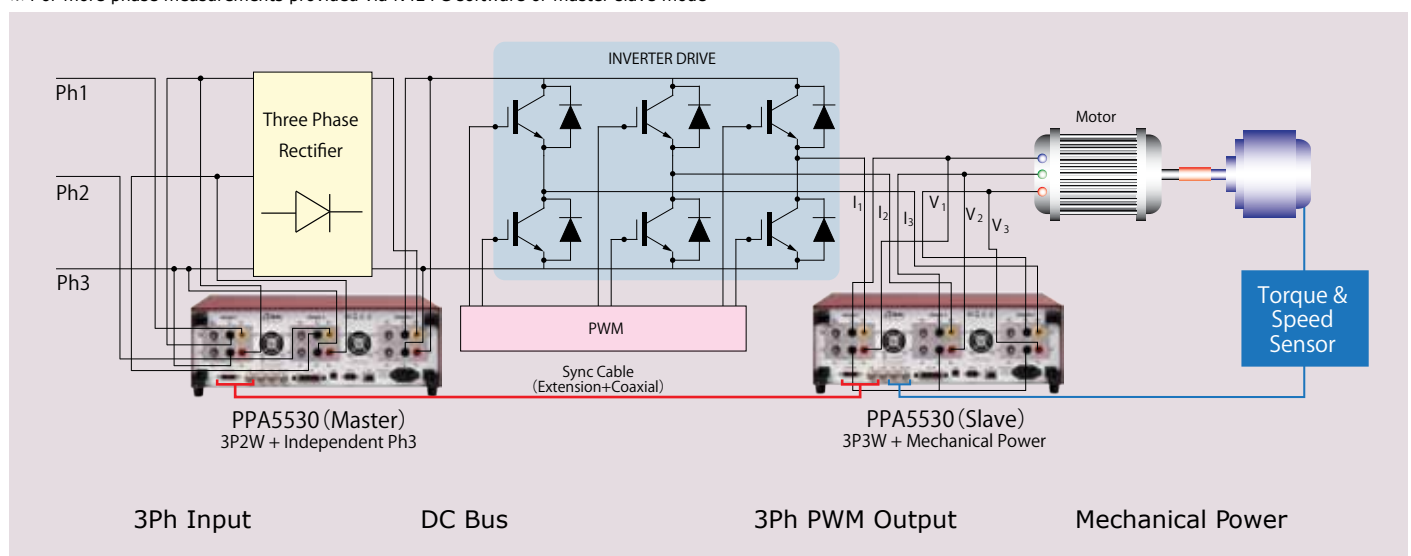 INVERTER DRIVE
Ph1
Three Phase
Rectifier
Motor
Ph2
I1
I2
I3
V1
V2
V3
Ph3
PWM
Torque &
Speed
Sensor
Sync Cable
(Extension+Coaxial)
PPA5530 (Master)
3P2W + Independent Ph3
PPA5530 (Slave)
3P3W + Mechanical Power
3Ph Input
DC Bus
3Ph PWM Output
Mechanical Power